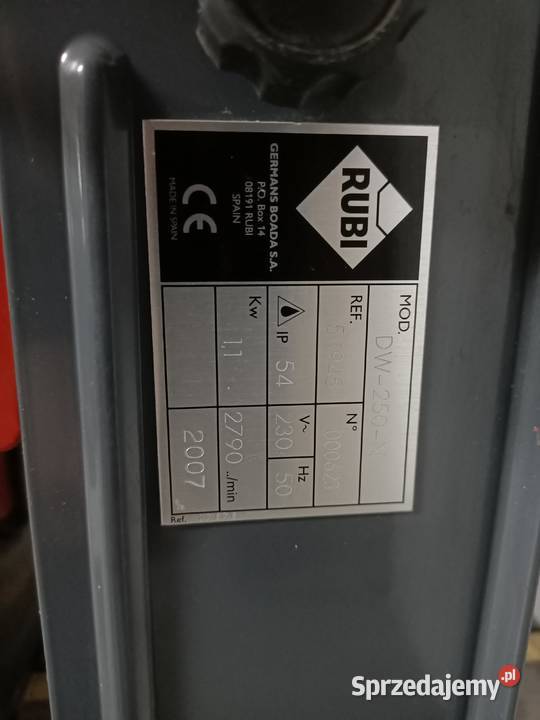 RUBI
GERMANS BOADA S.A.
P/O. Box 14
08191 RUBI
SPAIN
CE
MADE IN SPAIN
MOD.
DW-250-N
REF.
N°
000621
IP 54
V~ 230
Hz 50
Kw 1,1
2790 ../min
2007
Ref.
Sprzedajemy.pl